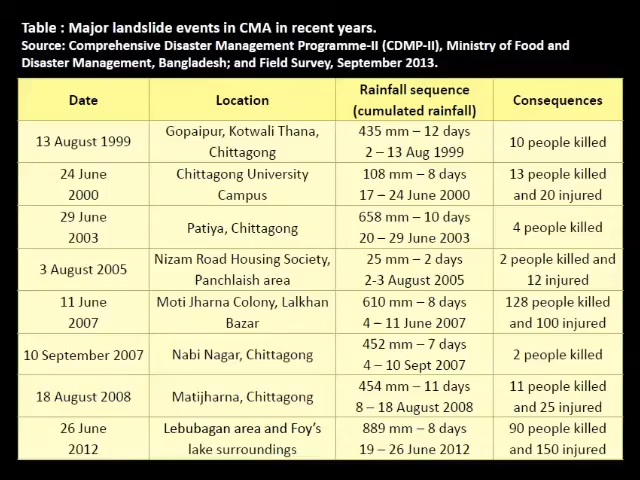 Table : Major landslide events in CMA in recent years.
Source: Comprehensive Disaster Management Programme-II (CDMP-II), Ministry of Food and
Disaster Management, Bangladesh; and Field Survey, September 2013.
Date Location Rainfall sequence (cumulated rainfall) Consequences
13 August 1999 Gopaipur, Kotwali Thana, Chittagong 435 mm – 12 days 2 – 13 Aug 1999 10 people killed
24 June 2000 Chittagong University Campus 108 mm – 8 days 17 – 24 June 2000 13 people killed and 20 injured
29 June 2003 Patiya, Chittagong 658 mm – 10 days 20 – 29 June 2003 4 people killed
3 August 2005 Nizam Road Housing Society, Panchlaish area 25 mm – 2 days 2-3 August 2005 2 people killed and 12 injured
11 June 2007 Moti Jharna Colony, Lalkhan Bazar 610 mm – 8 days 4 – 11 June 2007 128 people killed and 100 injured
10 September 2007 Nabi Nagar, Chittagong 452 mm – 7 days 4 – 10 Sept 2007 2 people killed
18 August 2008 Matijharna, Chittagong 454 mm – 11 days 8 – 18 August 2008 11 people killed and 25 injured
26 June 2012 Lebubagan area and Foy's lake surroundings 889 mm – 8 days 19 – 26 June 2012 90 people killed and 150 injured